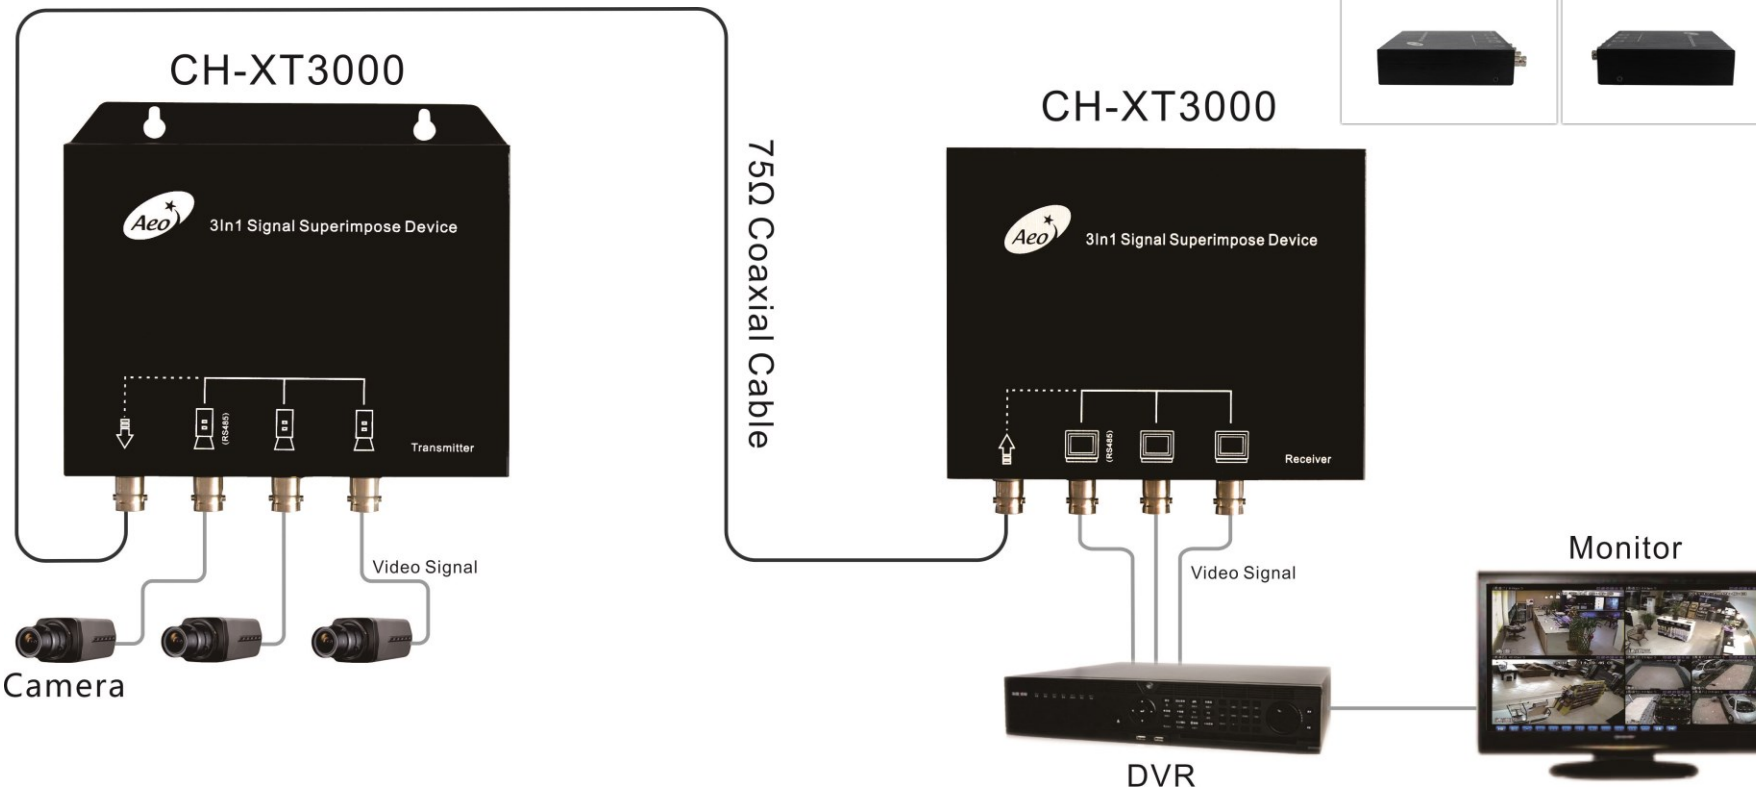 CH-XT3000
Aeo
3In1 Signal Superimpose Device
(RS485)
Transmitter
Video Signal
Camera
75Ω Coaxial Cable
CH-XT3000
Aeo
3In1 Signal Superimpose Device
(RS485)
Receiver
Video Signal
DVR
Monitor